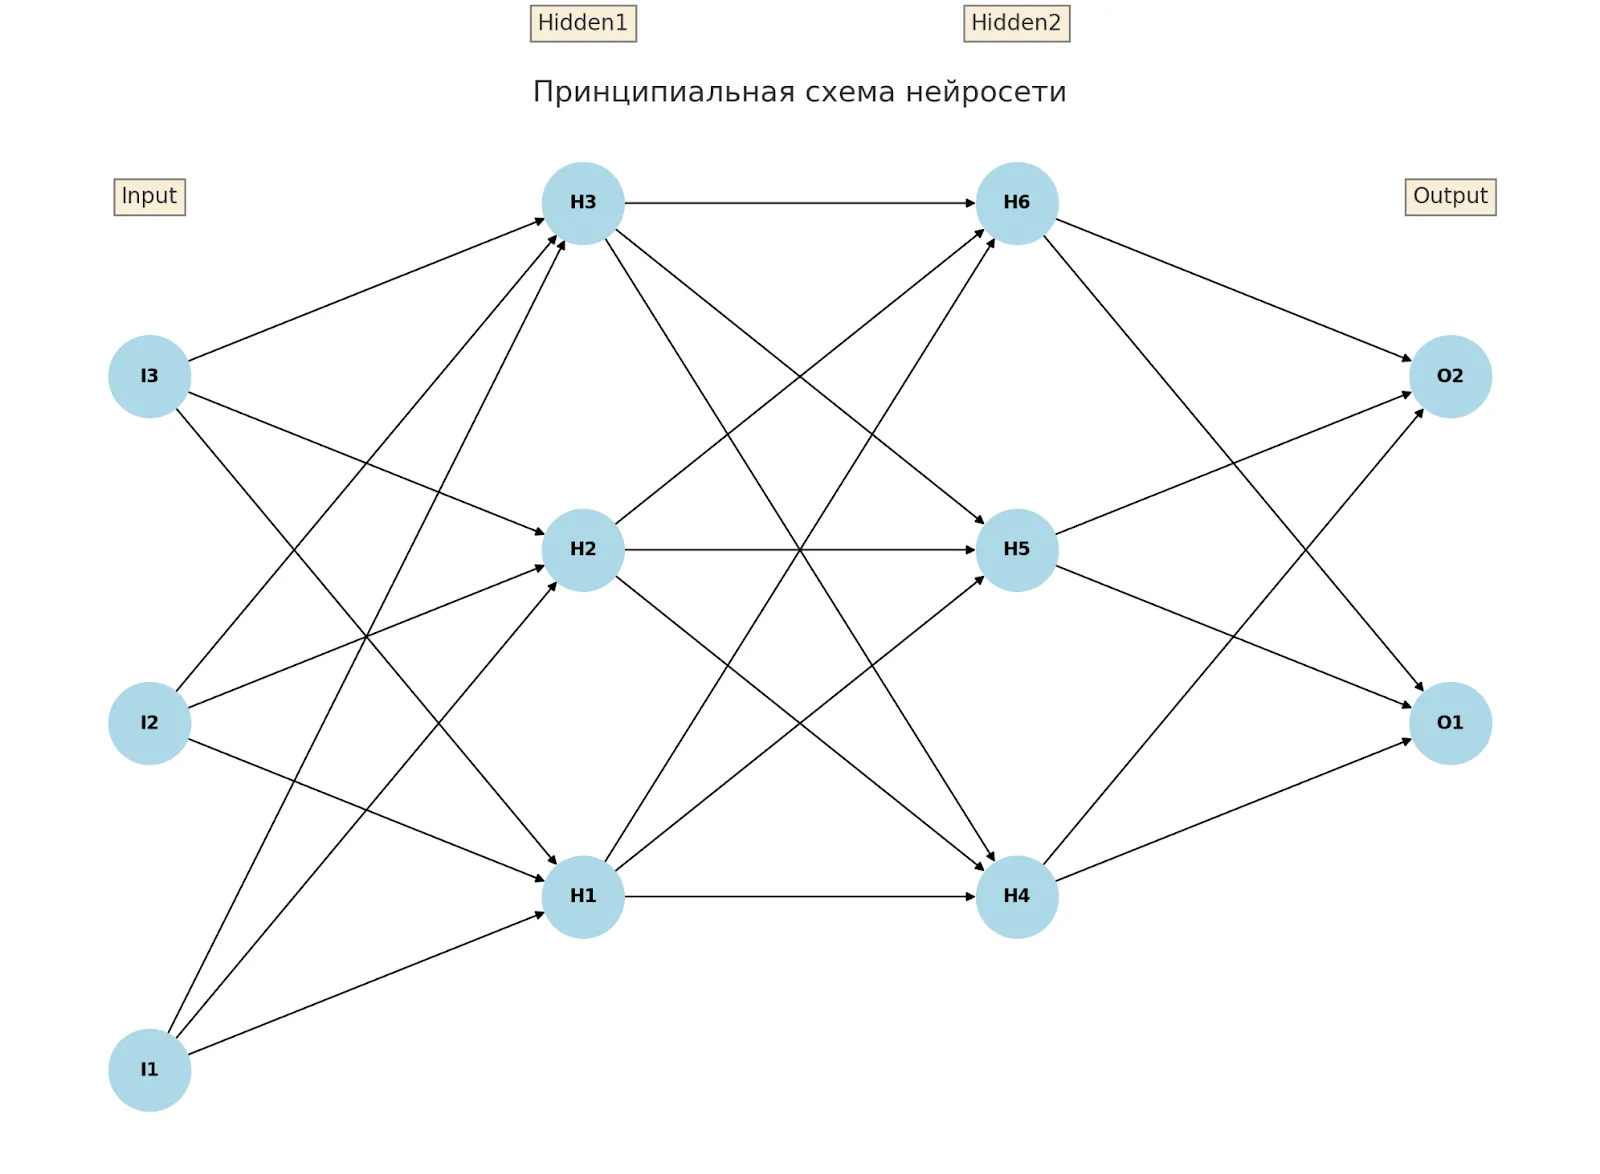 Hidden1
Hidden2
Принципиальная схема нейросети
Input
H3
H6
Output
I3
O2
H2
H5
I2
O1
H1
H4
I1